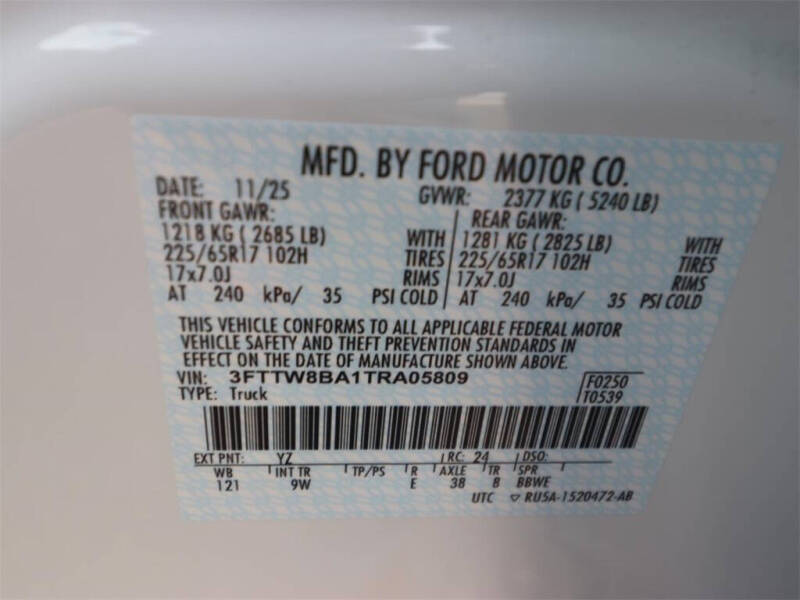 MFD. BY FORD MOTOR CO.
DATE: 11/25 GVWR: 2377 KG ( 5240 LB)
FRONT GAWR: REAR GAWR:
1218 KG ( 2685 LB) WITH 1281 KG ( 2825 LB) WITH
225/65R17 102H TIRES 225/65R17 102H TIRES
17x7.0J RIMS 17x7.0J RIMS
AT 240 kPa/ 35 PSI COLD AT 240 kPa/ 35 PSI COLD
THIS VEHICLE CONFORMS TO ALL APPLICABLE FEDERAL MOTOR
VEHICLE SAFETY AND THEFT PREVENTION STANDARDS IN
EFFECT ON THE DATE OF MANUFACTURE SHOWN ABOVE.
VIN: 3FTTW8BA1TRA05809 F0250
TYPE: Truck T0539
EXT PNT: YZ RC: 24 DSO:
WB INT TR TP/PS R AXLE TR SPR
121 9W E 38 8 BBWE
UTC RU5A-1520472-AB